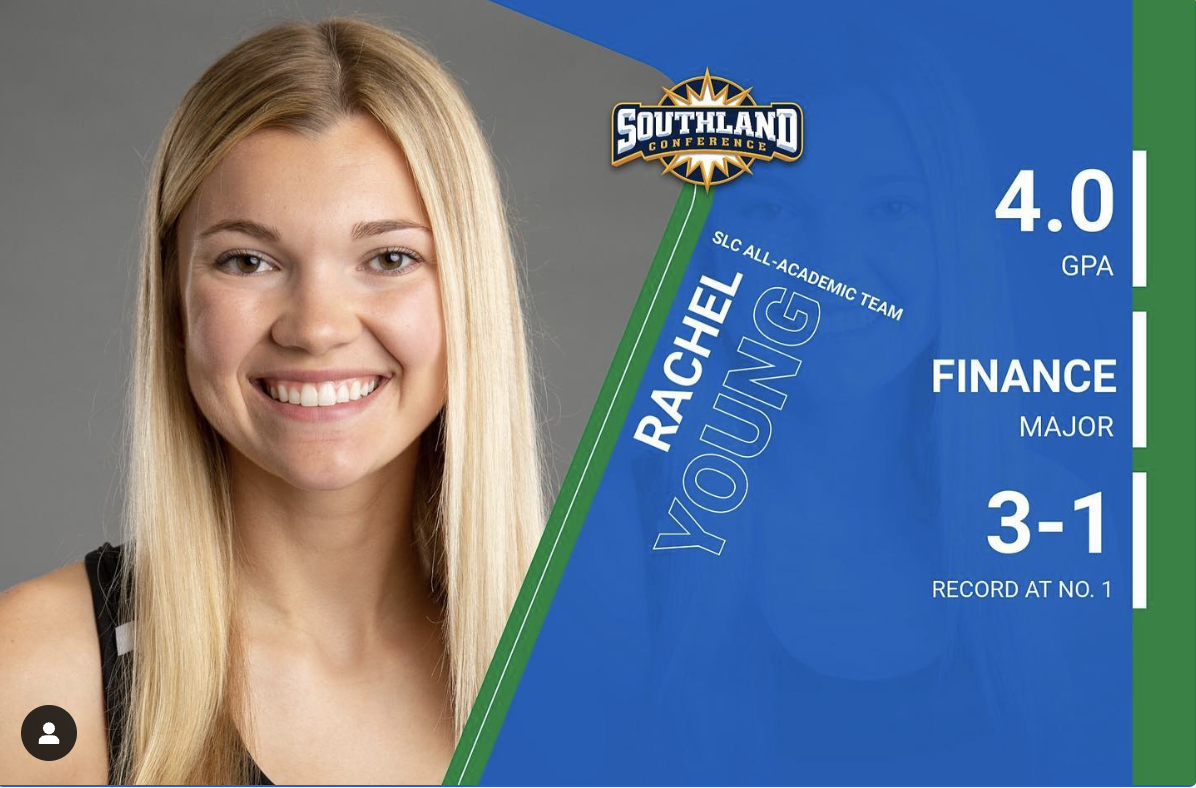 SOUTHLAND
CONFERENCE
SLC ALL-ACADEMIC TEAM
RACHEL
YOUNG
4.0
GPA
FINANCE
MAJOR
3-1
RECORD AT NO. 1